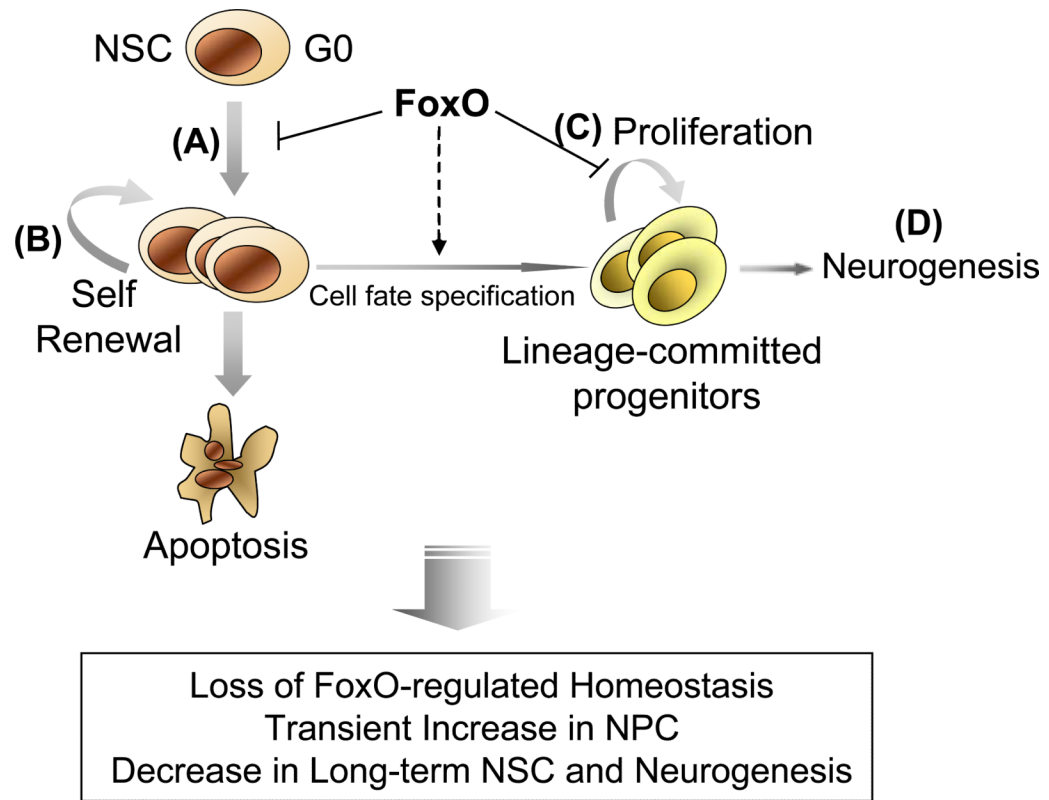 NSC G0
FoxO
(A)
(C) Proliferation
(B)
Self
Renewal
Cell fate specification
(D)
Neurogenesis
Lineage-committed
progenitors
Apoptosis
Loss of FoxO-regulated Homeostasis
Transient Increase in NPC
Decrease in Long-term NSC and Neurogenesis